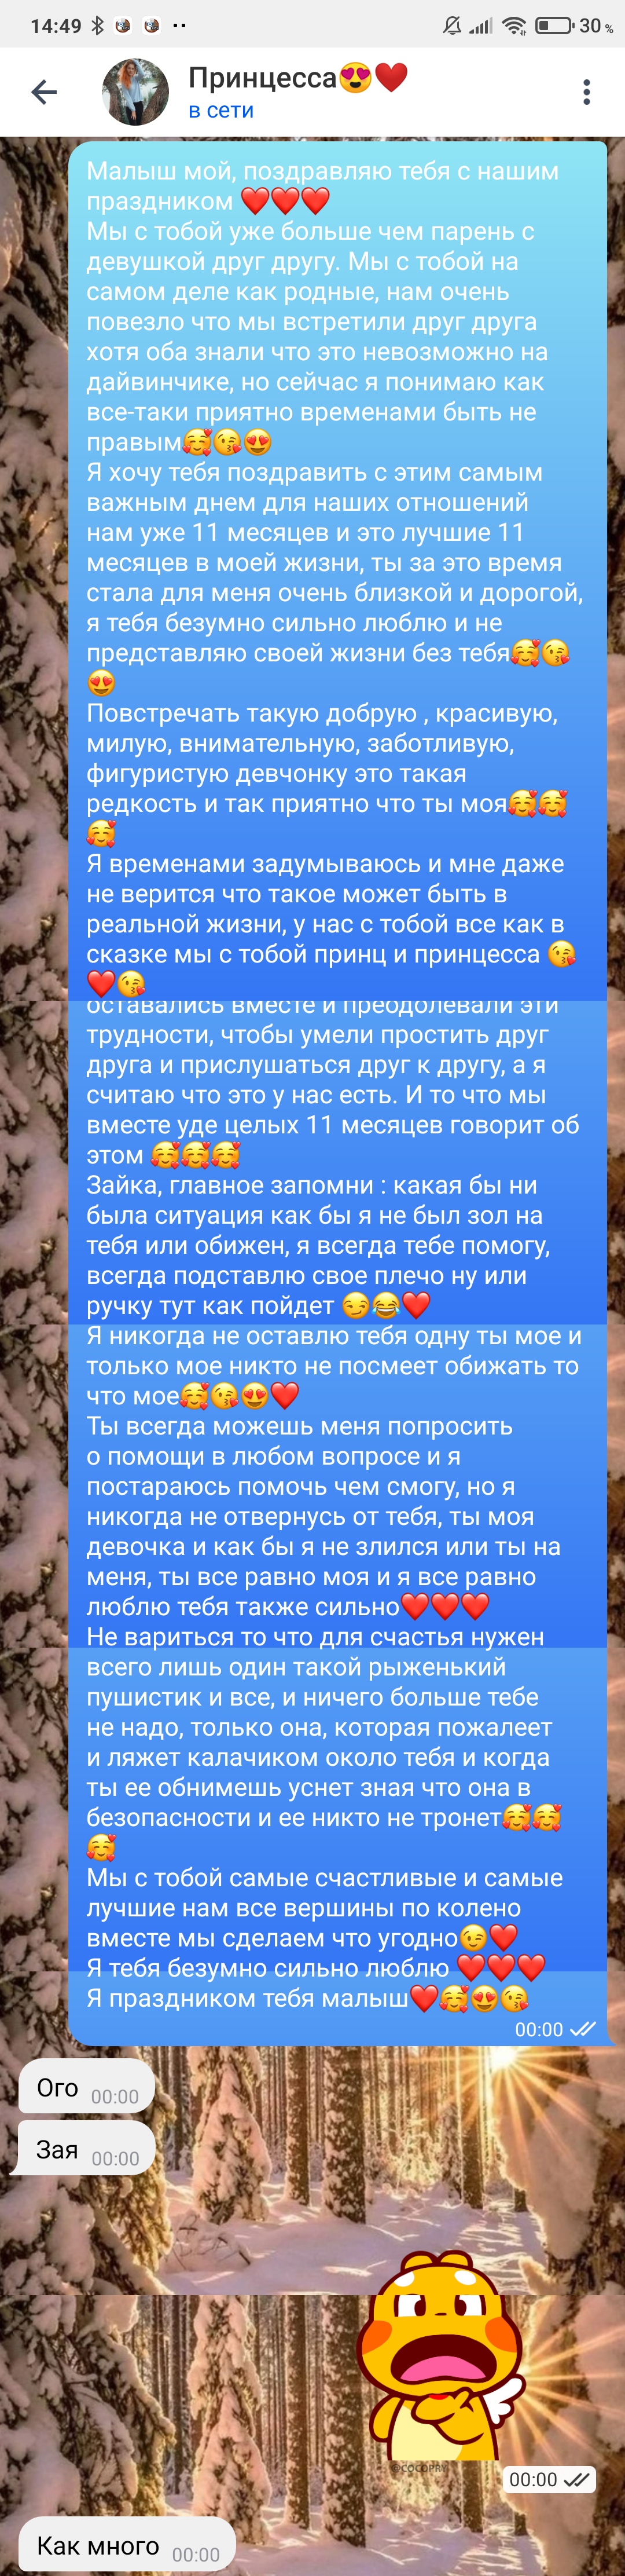 14:49
30 %
Принцесса😍❤️
в сети
Малыш мой, поздравляю тебя с нашим
праздником ❤️❤️❤️
Мы с тобой уже больше чем парень с
девушкой друг другу. Мы с тобой на
самом деле как родные, нам очень
повезло что мы встретили друг друга
хотя оба знали что это невозможно на
дайвинчике, но сейчас я понимаю как
все-таки приятно временами быть не
правым🥰😘😍
Я хочу тебя поздравить с этим самым
важным днем для наших отношений
нам уже 11 месяцев и это лучшие 11
месяцев в моей жизни, ты за это время
стала для меня очень близкой и дорогой,
я тебя безумно сильно люблю и не
представляю своей жизни без тебя🥰😘
😍
Повстречать такую добрую , красивую,
милую, внимательную, заботливую,
фигуристую девчонку это такая
редкость и так приятно что ты моя🥰🥰
🥰
Я временами задумываюсь и мне даже
не верится что такое может быть в
реальной жизни, у нас с тобой все как в
сказке мы с тобой принц и принцесса 😘
❤️😘
оставались вместе и преодолевали эти
трудности, чтобы умели простить друг
друга и прислушаться друг к другу, а я
считаю что это у нас есть. И то что мы
вместе уде целых 11 месяцев говорит об
этом 🥰🥰🥰
Зайка, главное запомни : какая бы ни
была ситуация как бы я не был зол на
тебя или обижен, я всегда тебе помогу,
всегда подставлю свое плечо ну или
ручку тут как пойдет 😏😂❤️
Я никогда не оставлю тебя одну ты мое и
только мое никто не посмеет обижать то
что мое🥰😘😍❤️
Ты всегда можешь меня попросить
о помощи в любом вопросе и я
постараюсь помочь чем смогу, но я
никогда не отвернусь от тебя, ты моя
девочка и как бы я не злился или ты на
меня, ты все равно моя и я все равно
люблю тебя также сильно❤️❤️❤️
Не вариться то что для счастья нужен
всего лишь один такой рыженький
пушистик и все, и ничего больше тебе
не надо, только она, которая пожалеет
и ляжет калачиком около тебя и когда
ты ее обнимешь уснет зная что она в
безопасности и ее никто не тронет🥰🥰
🥰
Мы с тобой самые счастливые и самые
лучшие нам все вершины по колено
вместе мы сделаем что угодно😉❤️
Я тебя безумно сильно люблю ❤️❤️❤️
Я праздником тебя малыш❤️🥰😍😘
00:00
Ого 00:00
Зая 00:00
@COCOPRY
00:00
Как много 00:00